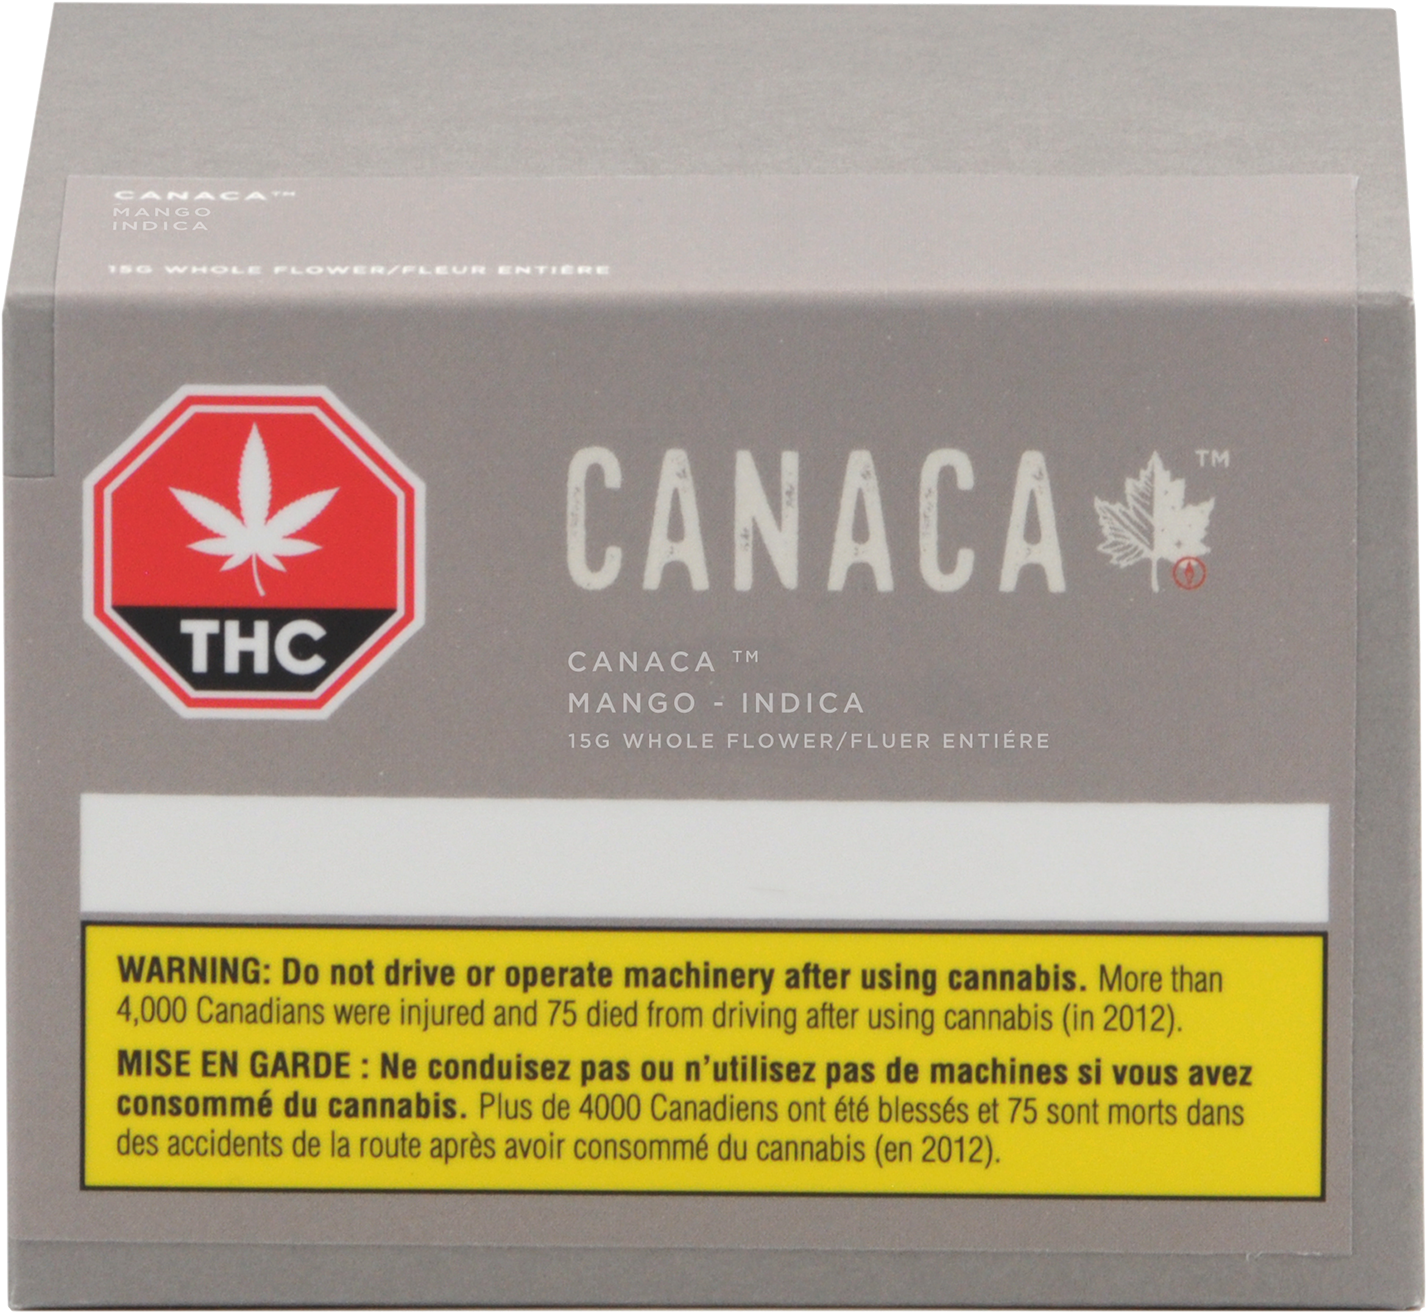 CANACA™
MANGO
INDICA
15G WHOLE FLOWER/FLEUR ENTIÈRE
THC
CANACA ™
CANACA ™
MANGO - INDICA
15G WHOLE FLOWER/FLUER ENTIÉRE
WARNING: Do not drive or operate machinery after using cannabis. More than
4,000 Canadians were injured and 75 died from driving after using cannabis (in 2012).
MISE EN GARDE : Ne conduisez pas ou n’utilisez pas de machines si vous avez
consommé du cannabis. Plus de 4000 Canadiens ont été blessés et 75 sont morts dans
des accidents de la route après avoir consommé du cannabis (en 2012).